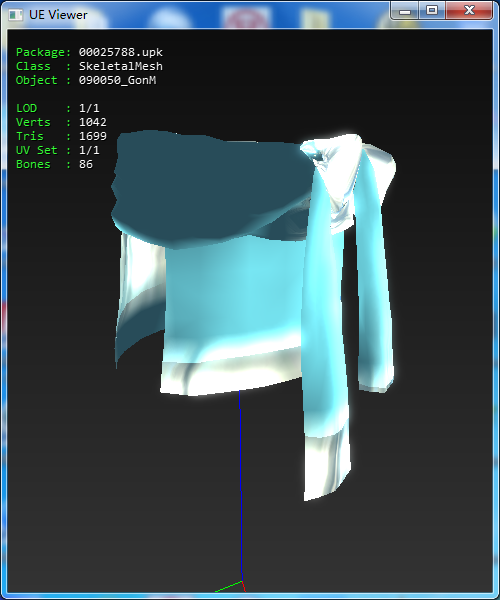 UE Viewer
Package: 00025788.upk
Class  : SkeletalMesh
Object : 090050_GonM
LOD    : 1/1
Verts  : 1042
Tris   : 1699
UV Set : 1/1
Bones  : 86